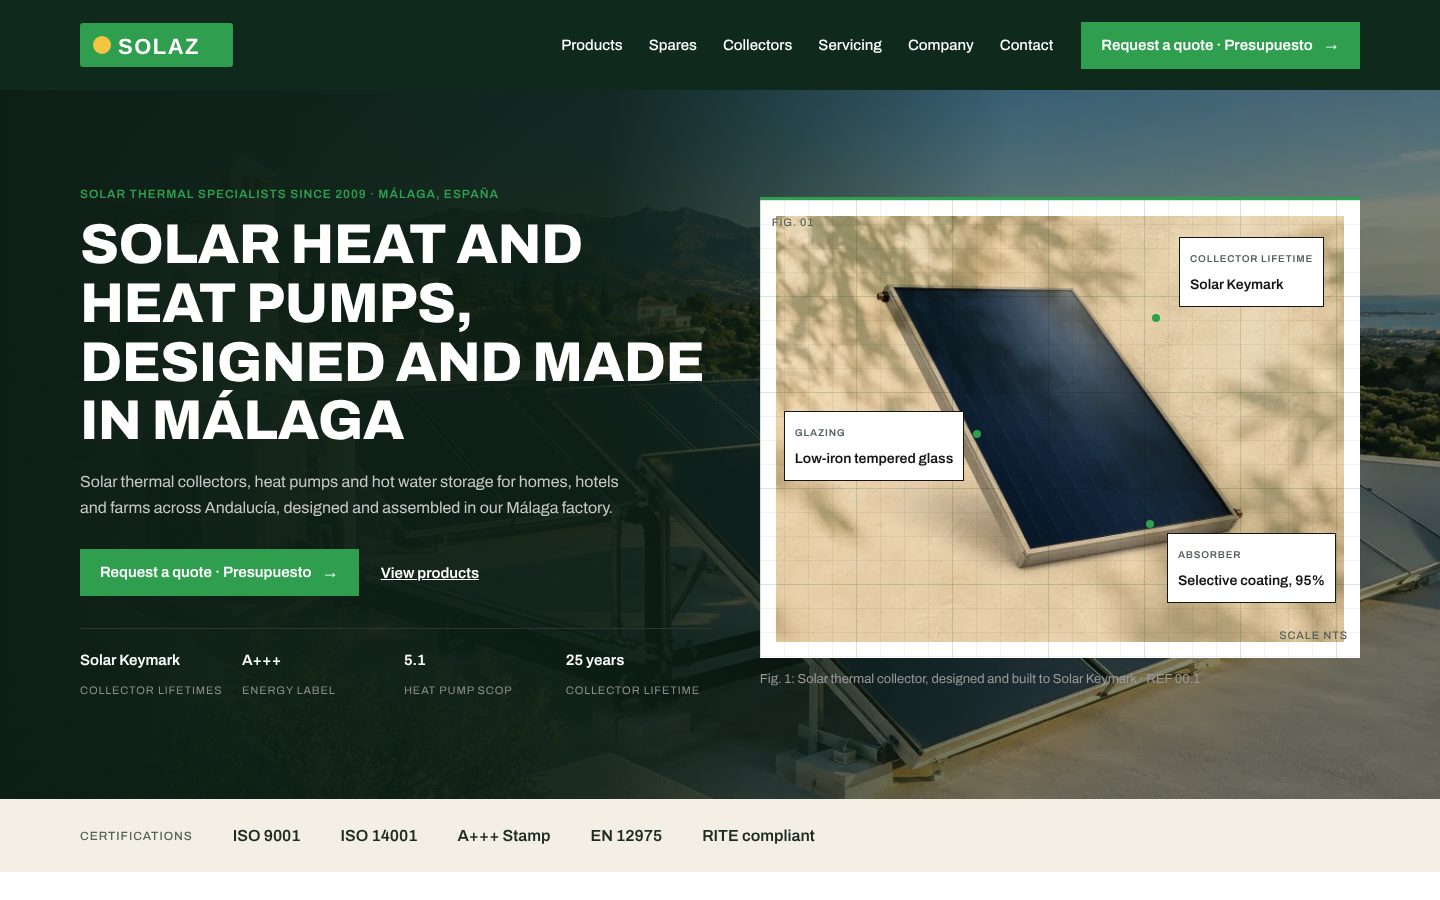 SOLAZ
Products
Spares
Collectors
Servicing
Company
Contact
Request a quote · Presupuesto →
SOLAR THERMAL SPECIALISTS SINCE 2009 · MÁLAGA, ESPAÑA
SOLAR HEAT AND
HEAT PUMPS,
DESIGNED AND MADE
IN MÁLAGA
Solar thermal collectors, heat pumps and hot water storage for homes, hotels
and farms across Andalucía, designed and assembled in our Málaga factory.
Request a quote · Presupuesto →
View products
Solar Keymark
COLLECTOR LIFETIMES
A+++
ENERGY LABEL
5.1
HEAT PUMP SCOP
25 years
COLLECTOR LIFETIME
FIG. 01
COLLECTOR LIFETIME
Solar Keymark
GLAZING
Low-iron tempered glass
ABSORBER
Selective coating, 95%
SCALE NTS
Fig. 1: Solar thermal collector, designed and built to Solar Keymark · REF 00.1
CERTIFICATIONS
ISO 9001
ISO 14001
A+++ Stamp
EN 12975
RITE compliant